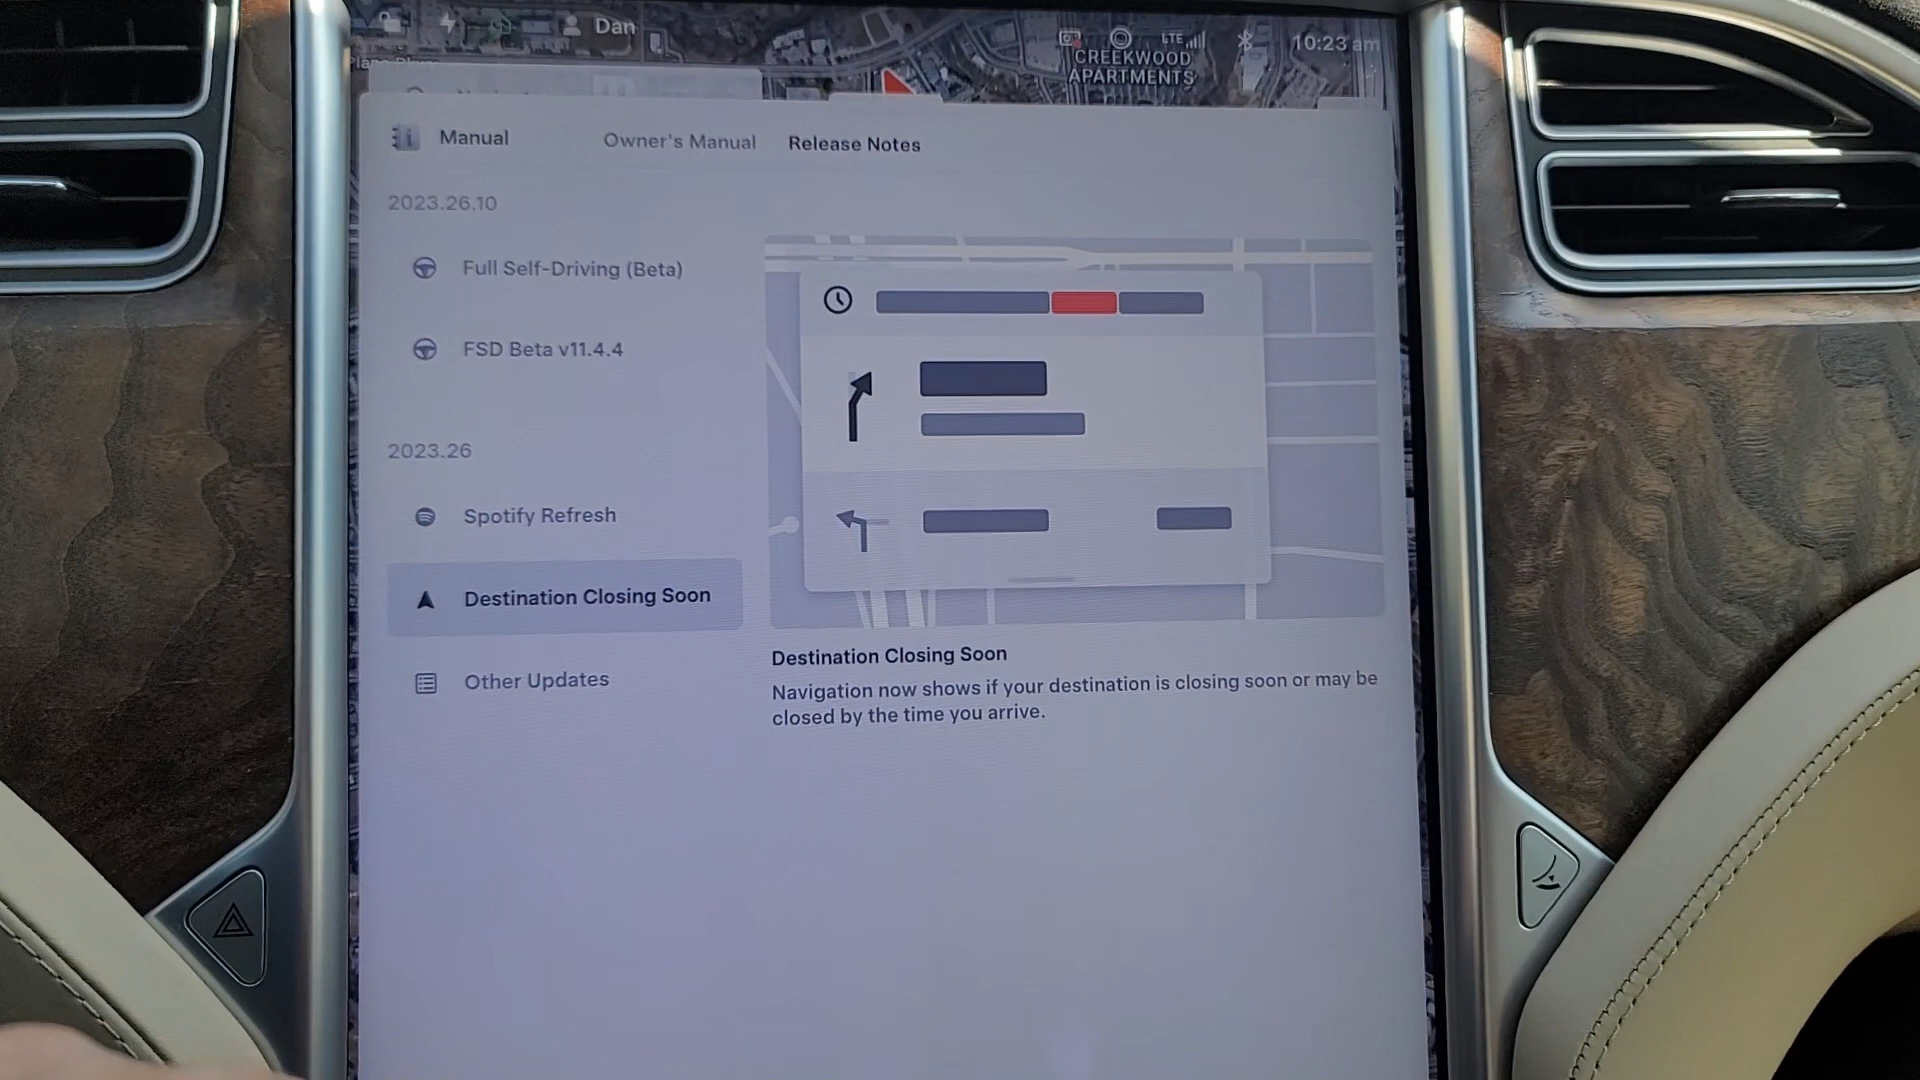 Dan
LTE
10:23 am
CREEKWOOD
APARTMENTS
Manual
Owner's Manual
Release Notes
2023.26.10
Full Self-Driving (Beta)
FSD Beta v11.4.4
2023.26
Spotify Refresh
Destination Closing Soon
Other Updates
Destination Closing Soon
Navigation now shows if your destination is closing soon or may be
closed by the time you arrive.